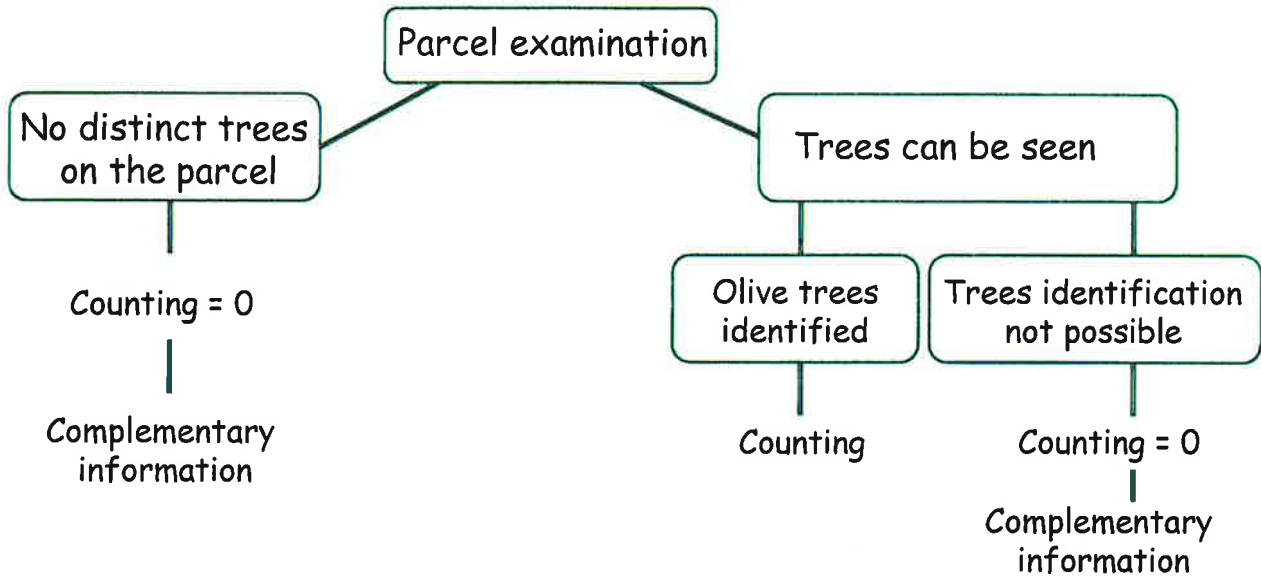 Parcel examination
No distinct trees
on the parcel
Trees can be seen
Counting = 0
Olive trees
identified
Trees identification
not possible
Complementary
information
Counting
Counting = 0
Complementary
information